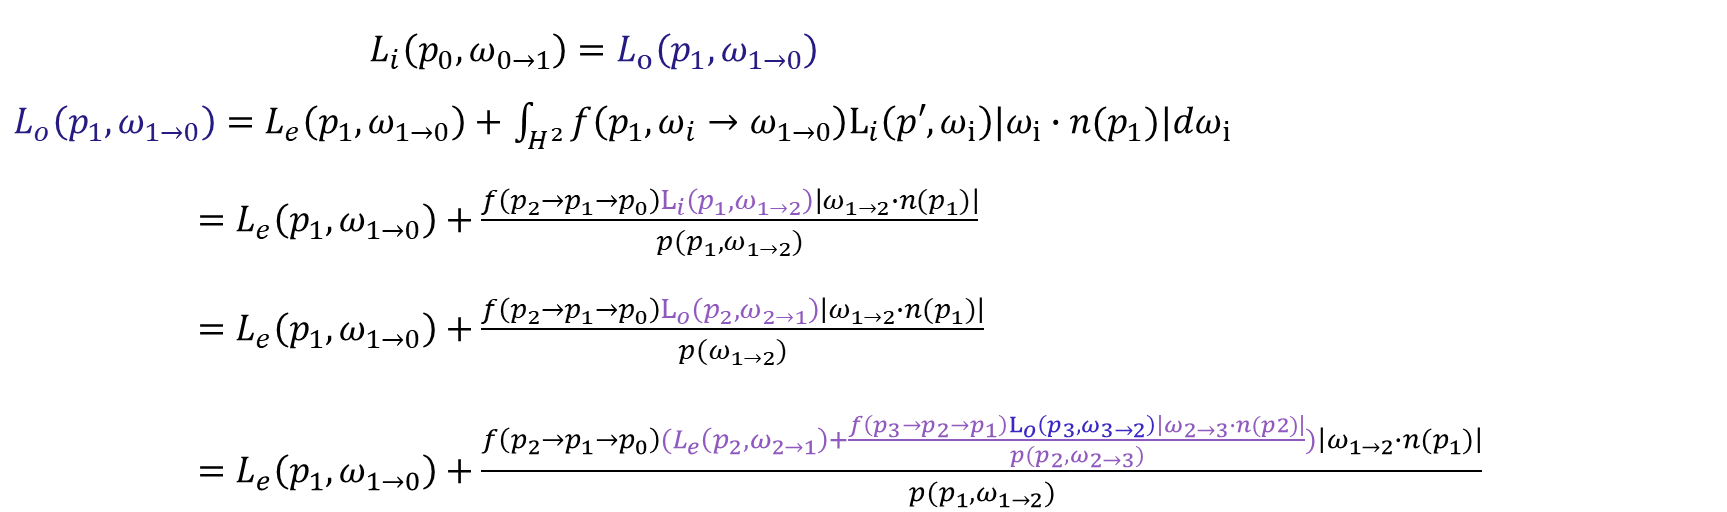 L_i(p_0, ω_{0→1}) = L_o(p_1, ω_{1→0})
L_o(p_1, ω_{1→0}) = L_e(p_1, ω_{1→0}) + ∫_{H^2} f(p_1, ω_i → ω_{1→0})L_i(p′, ω_i)|ω_i · n(p_1)|dω_i
= L_e(p_1, ω_{1→0}) + \frac{f(p_2→p_1→p_0)L_i(p_1,ω_{1→2})|ω_{1→2}·n(p_1)|}{p(p_1,ω_{1→2})}
= L_e(p_1, ω_{1→0}) + \frac{f(p_2→p_1→p_0)L_o(p_2,ω_{2→1})|ω_{1→2}·n(p_1)|}{p(ω_{1→2})}
= L_e(p_1, ω_{1→0}) + \frac{f(p_2→p_1→p_0)(L_e(p_2,ω_{2→1})+\frac{f(p_3→p_2→p_1)L_o(p_3,ω_{3→2})|ω_{2→3}·n(p2)|}{p(p_2,ω_{2→3})})|ω_{1→2}·n(p_1)|}{p(p_1,ω_{1→2})}